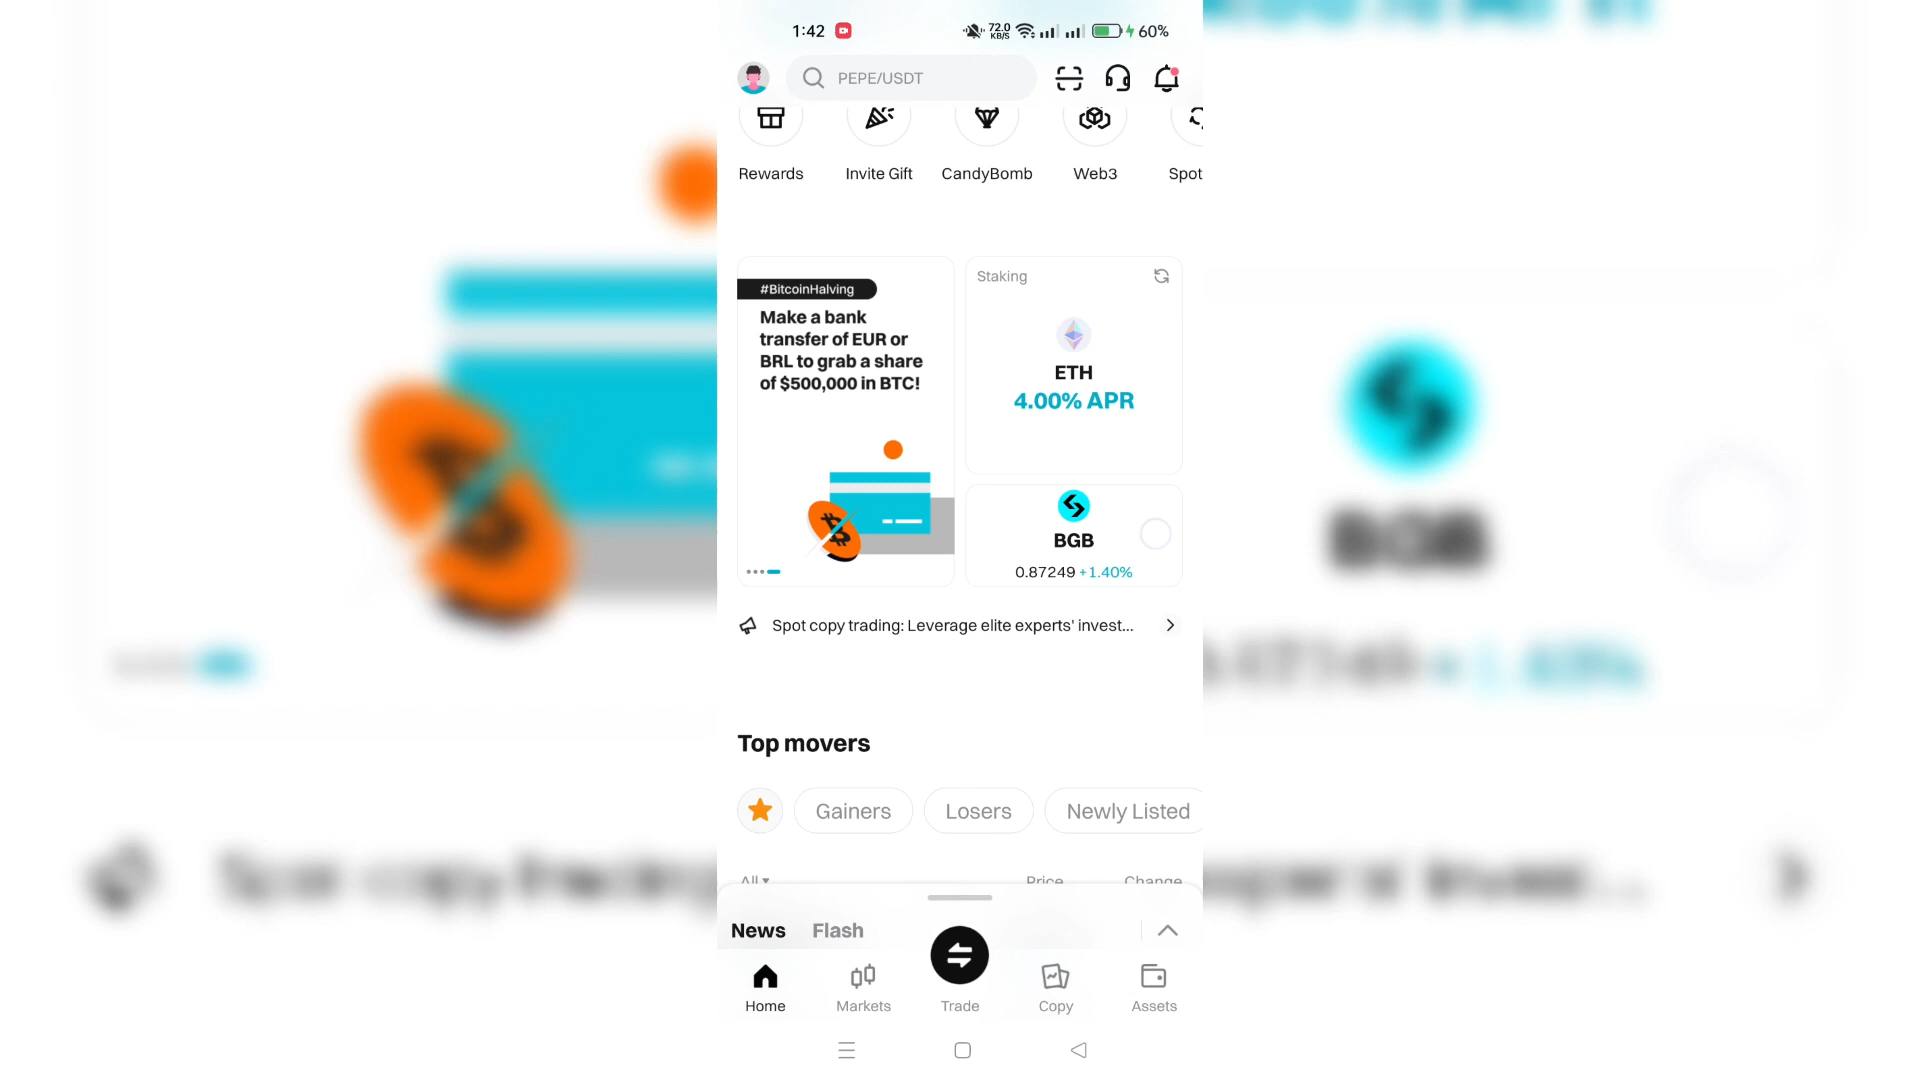 1:42
72.0
KB/S
60%
PEPE/USDT
Rewards
Invite Gift
CandyBomb
Web3
Spot
#BitcoinHalving
Make a bank
transfer of EUR or
BRL to grab a share
of $500,000 in BTC!
Staking
ETH
4.00% APR
BGB
0.87249 +1.40%
Spot copy trading: Leverage elite experts' invest...
Top movers
Gainers
Losers
Newly Listed
All
Price
Change
News
Flash
Home
Markets
Trade
Copy
Assets